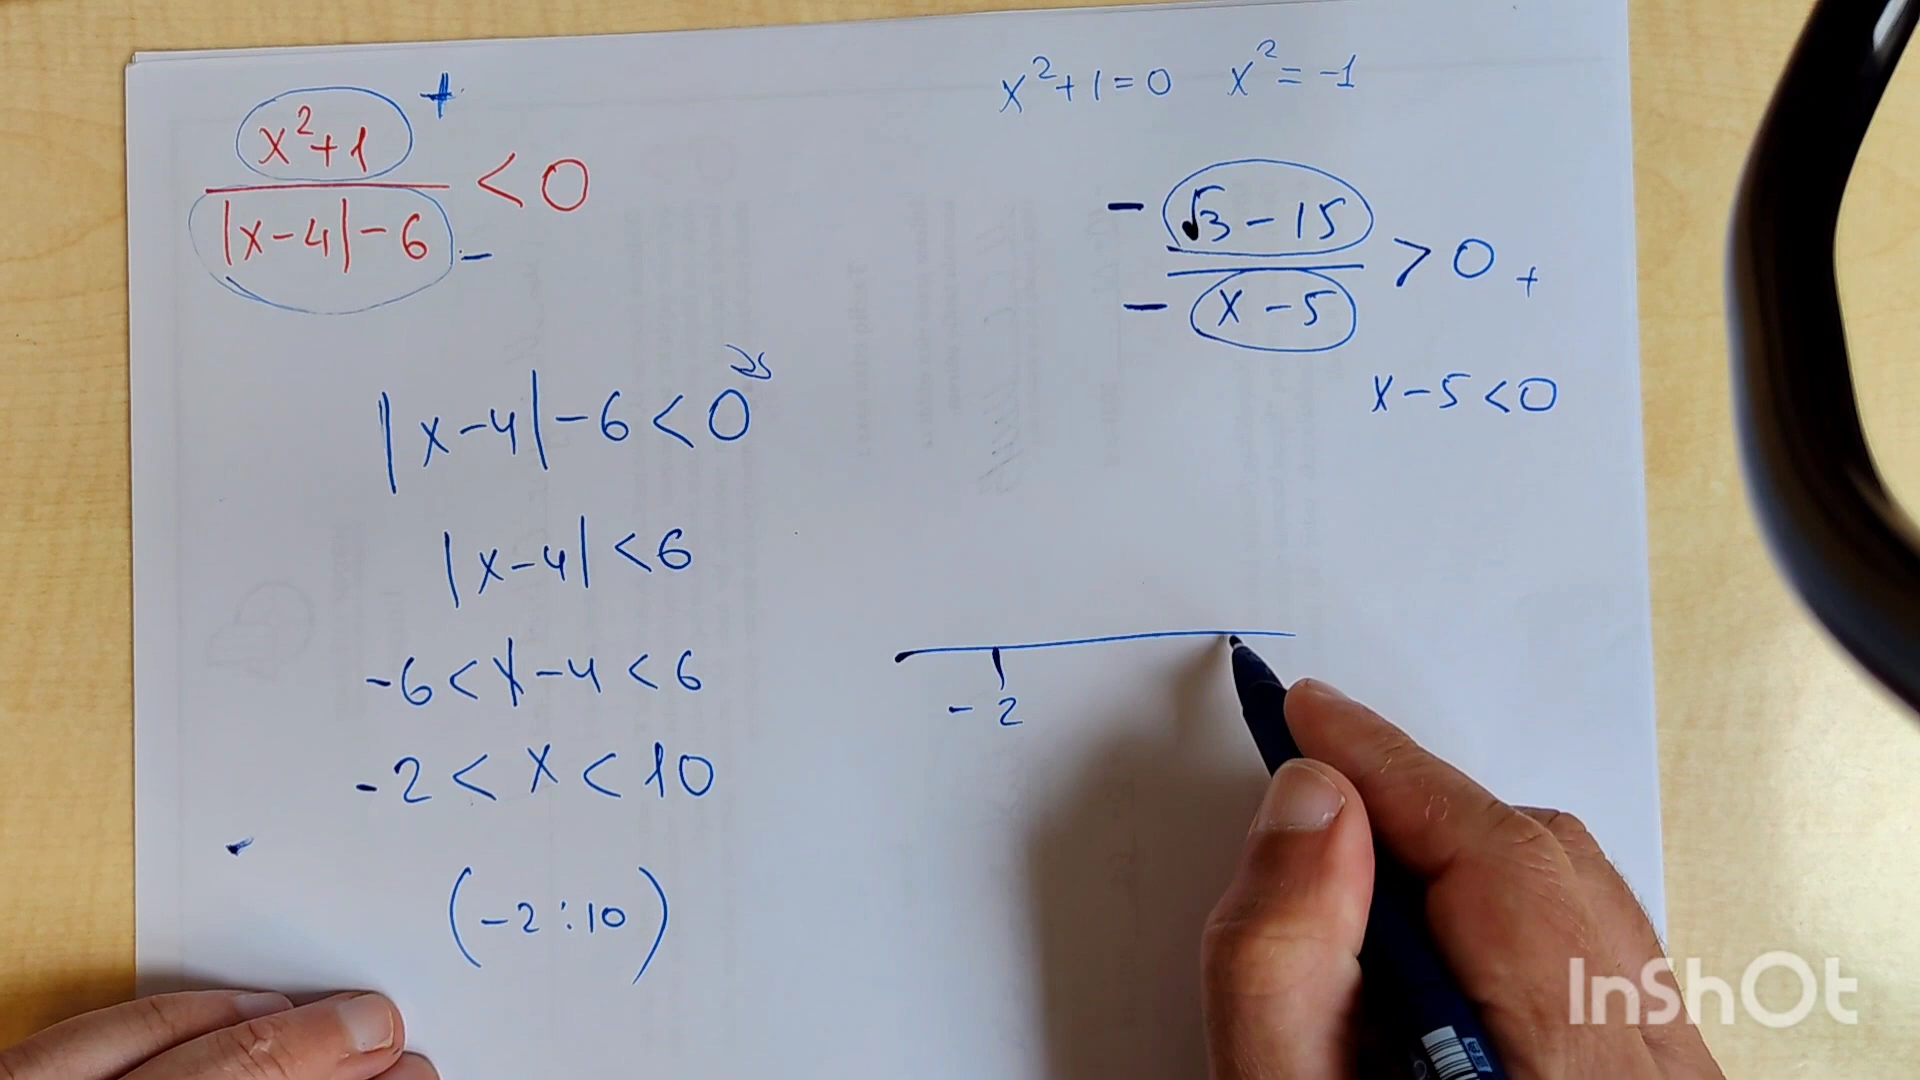 x² + 1 +
/ |x-4| - 6 - < 0
|x-4| - 6 < 0
|x-4| < 6
-6 < x-4 < 6
-2 < x < 10
(-2 : 10)
x² + 1 = 0 x² = -1
- √3 - 15
/ - x - 5 > 0 +
x - 5 < 0
-2
InShOt